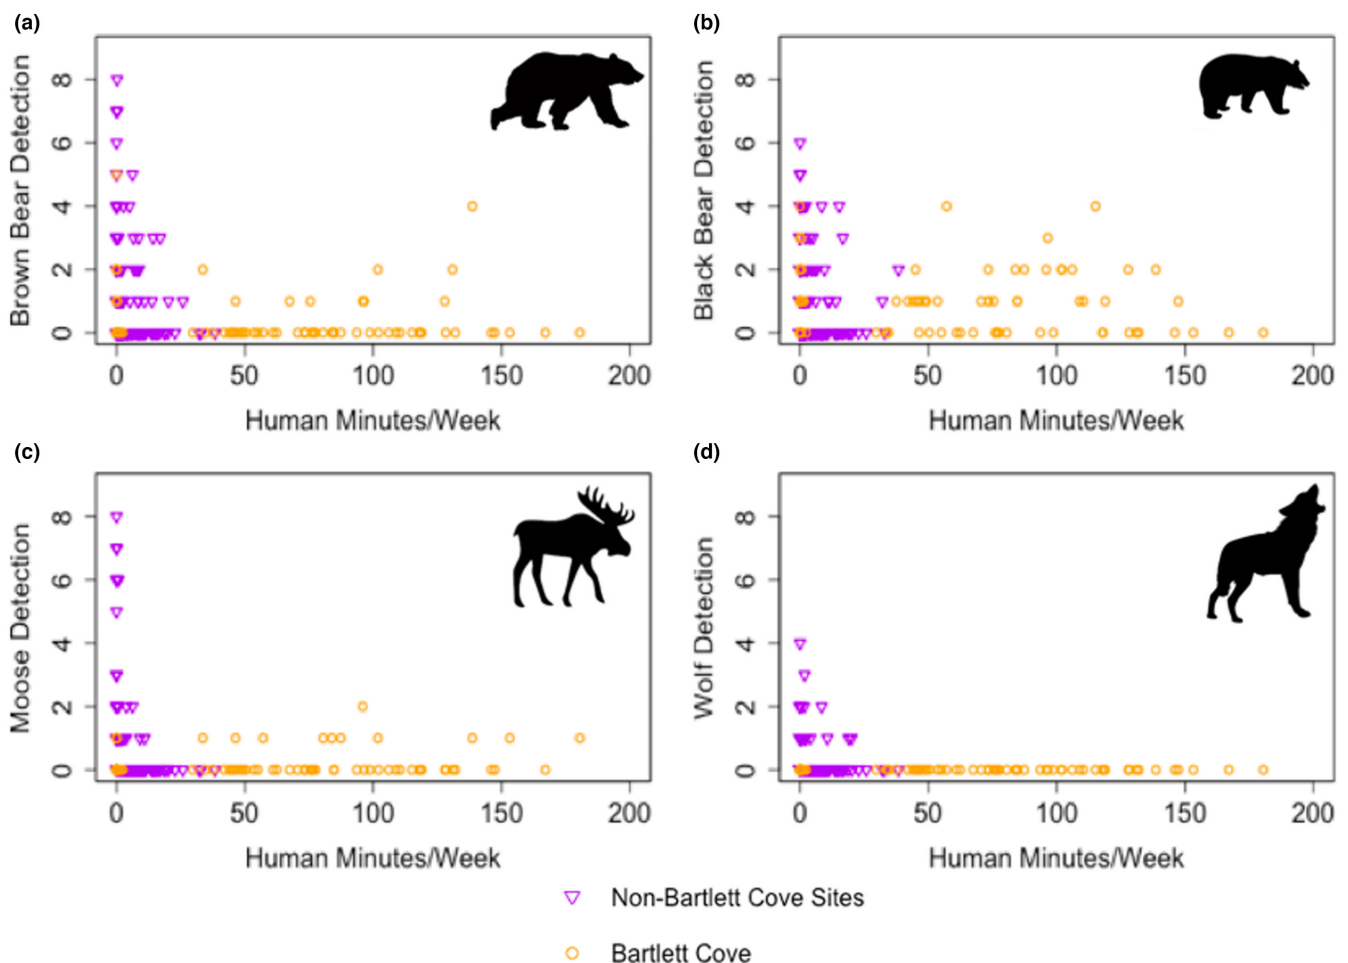 (a)
Brown Bear Detection
8
6
4
2
0
0 50 100 150 200
Human Minutes/Week
(b)
Black Bear Detection
8
6
4
2
0
0 50 100 150 200
Human Minutes/Week
(c)
Moose Detection
8
6
4
2
0
0 50 100 150 200
Human Minutes/Week
(d)
Wolf Detection
8
6
4
2
0
0 50 100 150 200
Human Minutes/Week
Non-Bartlett Cove Sites
Bartlett Cove